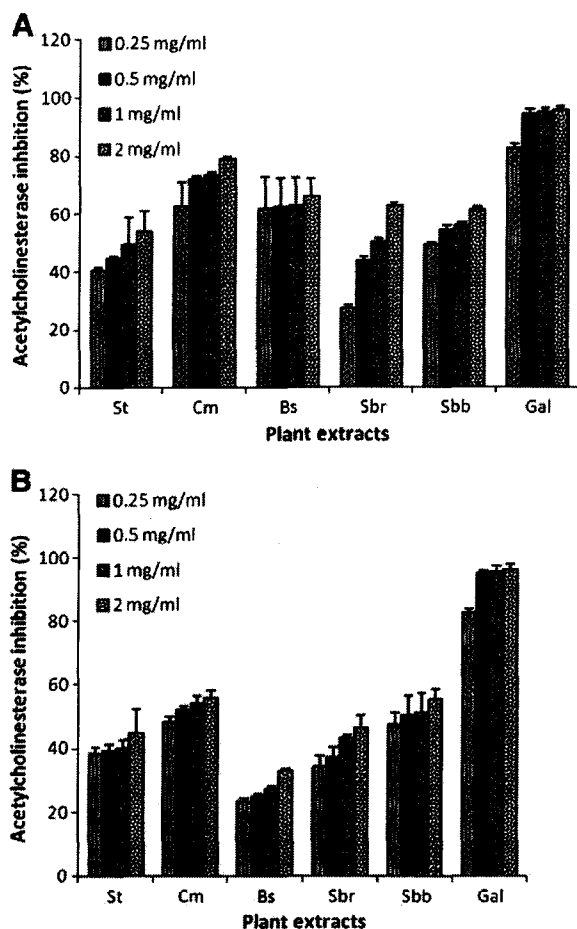 A
0.25 mg/ml
0.5 mg/ml
1 mg/ml
2 mg/ml
Acetylcholinesterase inhbition (%)
120
100
80
60
40
20
0
St Cm Bs Sbr Sbb Gal
Plant extracts
B
0.25 mg/ml
0.5 mg/ml
1 mg/ml
2 mg/ml
Acetylcholinesterase inhibition (%)
120
100
80
60
40
20
0
St Cm Bs Sbr Sbb Gal
Plant extracts